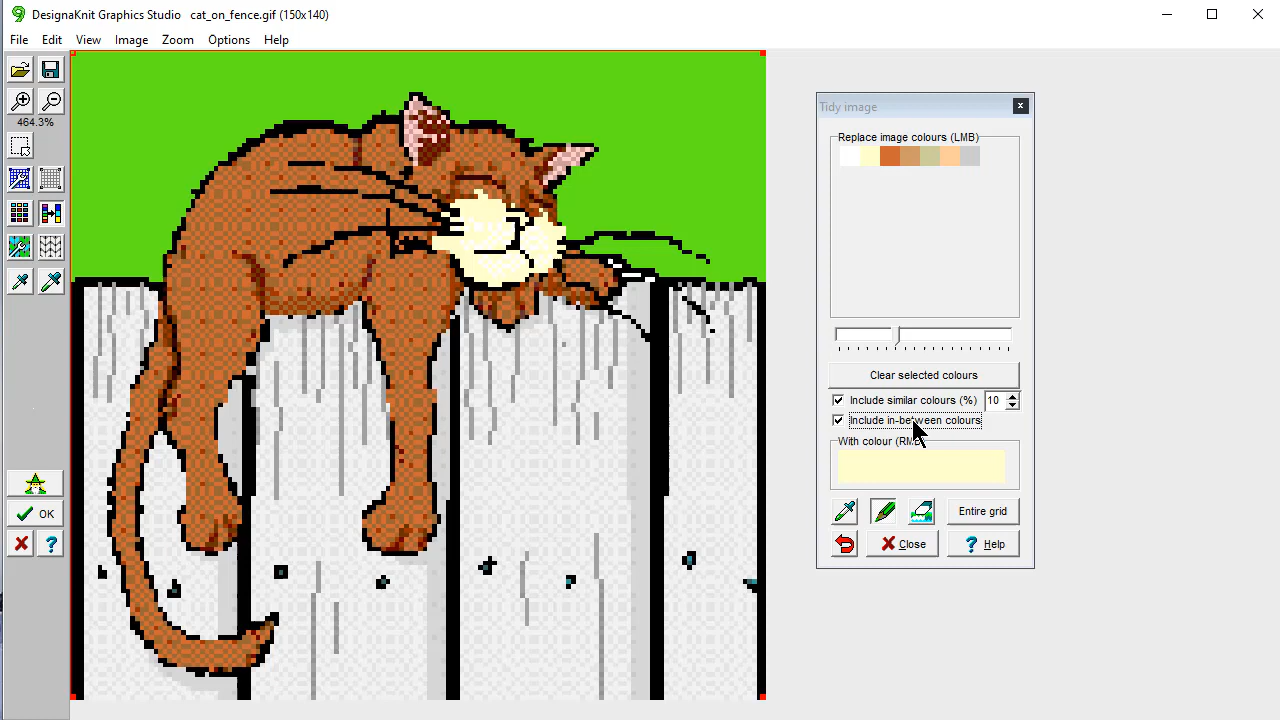 DesignaKnit Graphics Studio cat_on_fence.gif (150x140)
File Edit View Image Zoom Options Help
464.3%
Tidy image
Replace image colours (LMB)
Clear selected colours
Include similar colours (%) 10
Include in-between colours
With colour (RMB)
Entire grid
Close Help
OK